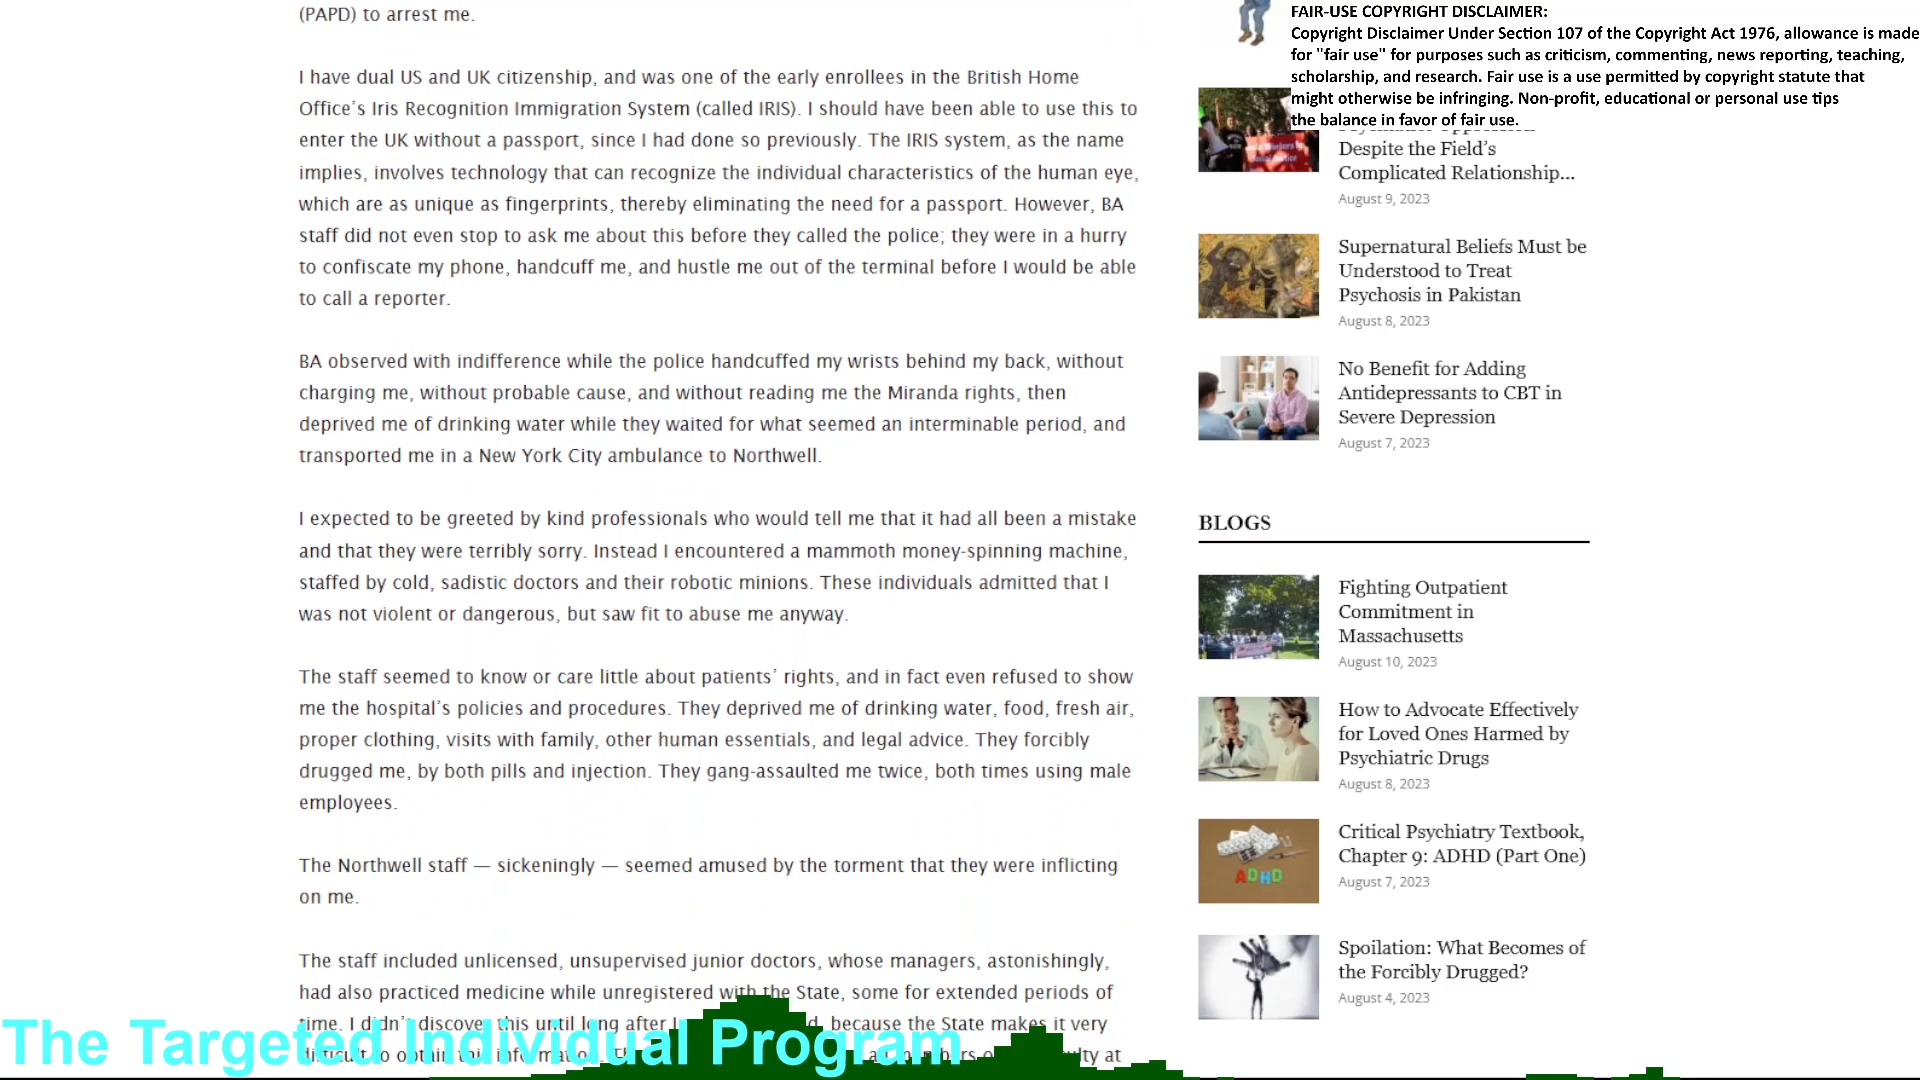 (PAPD) to arrest me.
I have dual US and UK citizenship, and was one of the early enrollees in the British Home
Office’s Iris Recognition Immigration System (called IRIS). I should have been able to use this to
enter the UK without a passport, since I had done so previously. The IRIS system, as the name
implies, involves technology that can recognize the individual characteristics of the human eye,
which are as unique as fingerprints, thereby eliminating the need for a passport. However, BA
staff did not even stop to ask me about this before they called the police; they were in a hurry
to confiscate my phone, handcuff me, and hustle me out of the terminal before I would be able
to call a reporter.
BA observed with indifference while the police handcuffed my wrists behind my back, without
charging me, without probable cause, and without reading me the Miranda rights, then
deprived me of drinking water while they waited for what seemed an interminable period, and
transported me in a New York City ambulance to Northwell.
I expected to be greeted by kind professionals who would tell me that it had all been a mistake
and that they were terribly sorry. Instead I encountered a mammoth money-spinning machine,
staffed by cold, sadistic doctors and their robotic minions. These individuals admitted that I
was not violent or dangerous, but saw fit to abuse me anyway.
The staff seemed to know or care little about patients’ rights, and in fact even refused to show
me the hospital’s policies and procedures. They deprived me of drinking water, food, fresh air,
proper clothing, visits with family, other human essentials, and legal advice. They forcibly
drugged me, by both pills and injection. They gang-assaulted me twice, both times using male
employees.
The Northwell staff — sickeningly — seemed amused by the torment that they were inflicting
on me.
The staff included unlicensed, unsupervised junior doctors, whose managers, astonishingly,
had also practiced medicine while unregistered with the State, some for extended periods of
time. I didn’t discover this until long after I because the State makes it very
difficult to obtain this
The Targeted Individual Program
FAIR-USE COPYRIGHT DISCLAIMER:
Copyright Disclaimer Under Section 107 of the Copyright Act 1976, allowance is made
for "fair use" for purposes such as criticism, commenting, news reporting, teaching,
scholarship, and research. Fair use is a use permitted by copyright statute that
might otherwise be infringing. Non-profit, educational or personal use tips
the balance in favor of fair use.
Despite the Field’s
Complicated Relationship...
August 9, 2023
Supernatural Beliefs Must be
Understood to Treat
Psychosis in Pakistan
August 8, 2023
No Benefit for Adding
Antidepressants to CBT in
Severe Depression
August 7, 2023
BLOGS
Fighting Outpatient
Commitment in
Massachusetts
August 10, 2023
How to Advocate Effectively
for Loved Ones Harmed by
Psychiatric Drugs
August 8, 2023
ADHD
Critical Psychiatry Textbook,
Chapter 9: ADHD (Part One)
August 7, 2023
Spoilation: What Becomes of
the Forcibly Drugged?
August 4, 2023